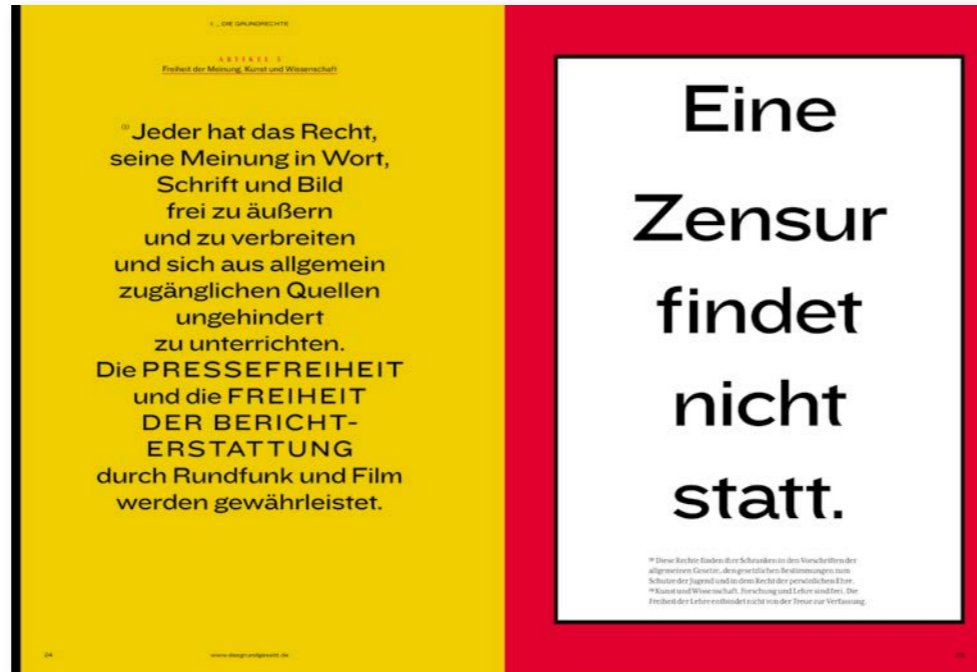 I _ DIE GRUNDRECHTE
ARTIKEL 5
Freiheit der Meinung, Kunst und Wissenschaft
(1) Jeder hat das Recht,
seine Meinung in Wort,
Schrift und Bild
frei zu äußern
und zu verbreiten
und sich aus allgemein
zugänglichen Quellen
ungehindert
zu unterrichten.
Die PRESSEFREIHEIT
und die FREIHEIT
DER BERICHT-
ERSTATTUNG
durch Rundfunk und Film
werden gewährleistet.
24
www.dasgrundgesetz.de
Eine
Zensur
findet
nicht
statt.
(2) Diese Rechte finden ihre Schranken in den Vorschriften der
allgemeinen Gesetze, den gesetzlichen Bestimmungen zum
Schutze der Jugend und in dem Recht der persönlichen Ehre.
(3) Kunst und Wissenschaft, Forschung und Lehre sind frei. Die
Freiheit der Lehre entbindet nicht von der Treue zur Verfassung.